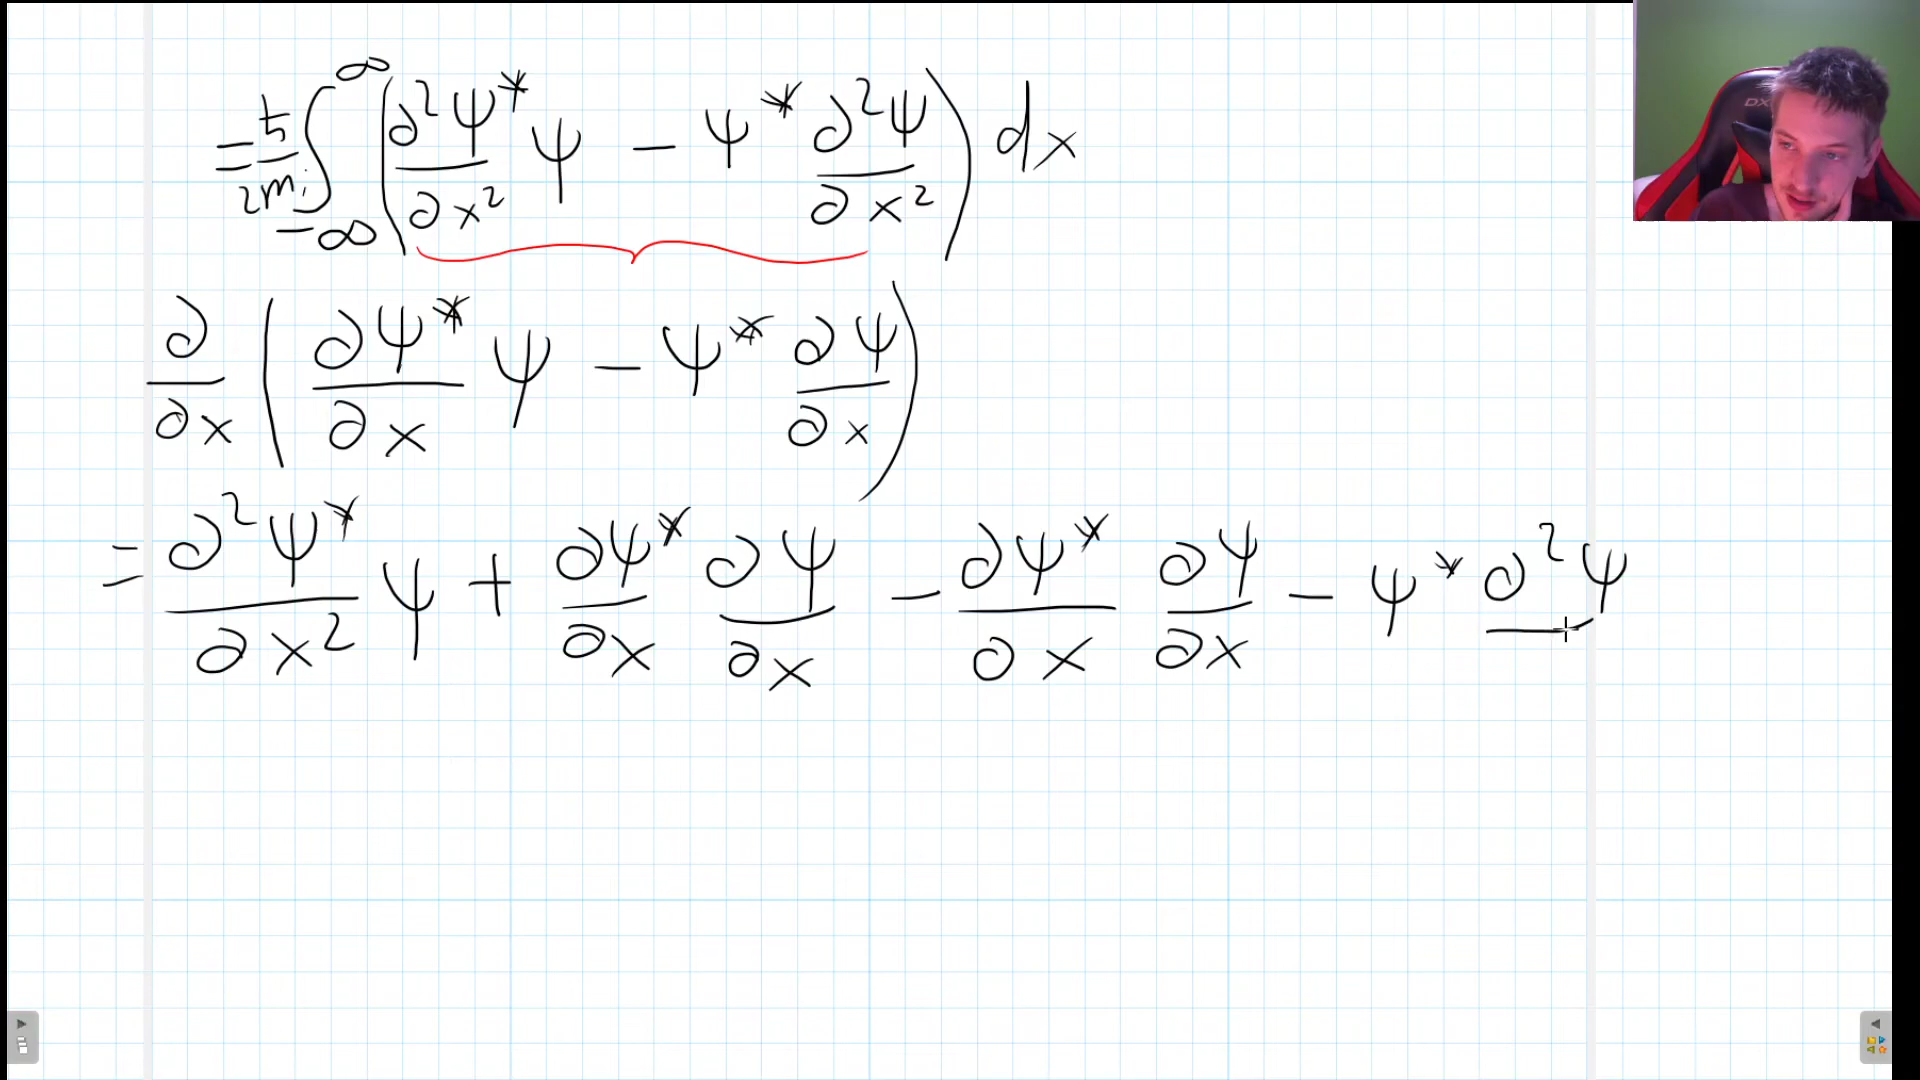 = ℏ/2mi ∫_{-∞}^{∞} (∂²Ψ*/∂x² Ψ − Ψ* ∂²Ψ/∂x²) dx
∂/∂x (∂Ψ*/∂x Ψ − Ψ* ∂Ψ/∂x)
= ∂²Ψ*/∂x² Ψ + ∂Ψ*/∂x ∂Ψ/∂x − ∂Ψ*/∂x ∂Ψ/∂x − Ψ* ∂²Ψ